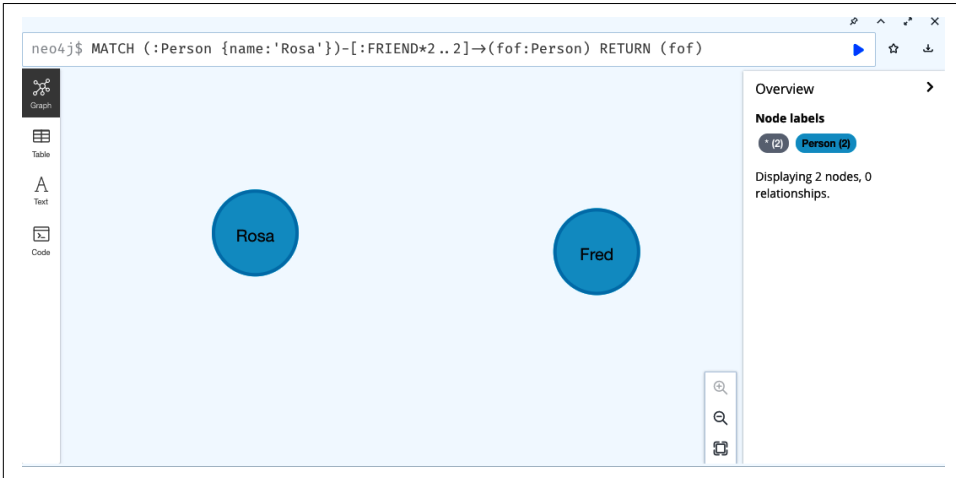 neo4j$ MATCH (:Person {name:'Rosa'})-[:FRIEND*2..2]→(fof:Person) RETURN (fof)
Graph
Table
A
Text
Code
Rosa
Fred
Overview
Node labels
* (2) Person (2)
Displaying 2 nodes, 0
relationships.